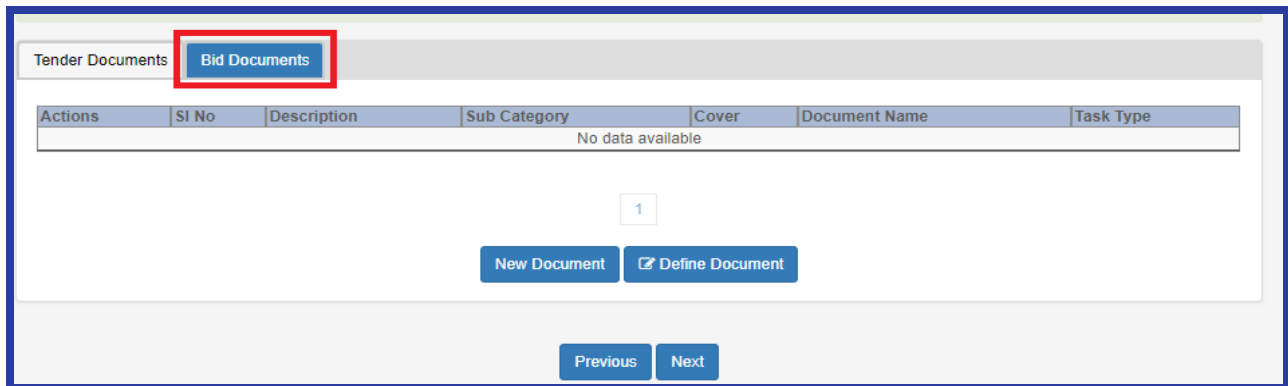 Tender Documents Bid Documents
Actions SI No Description Sub Category Cover Document Name Task Type
No data available
1
New Document Define Document
Previous Next